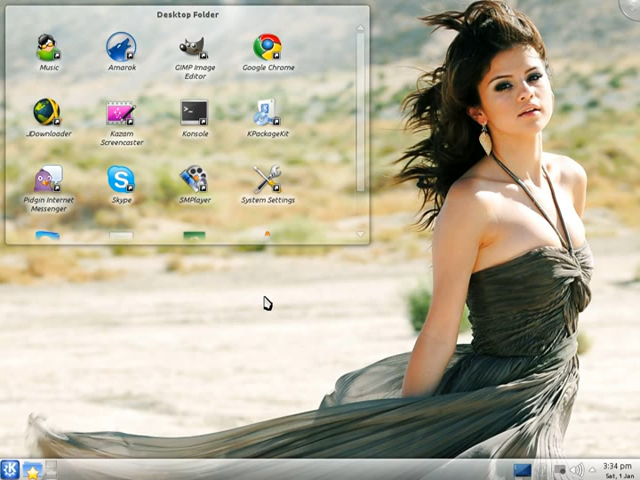 Desktop Folder
Music
Amarok
GIMP Image
Editor
Google Chrome
JDownloader
Kazam
Screencaster
Konsole
KPackageKit
Pidgin Internet
Messenger
Skype
SMPlayer
System Settings
3:34 pm
Sat, 1 Jan